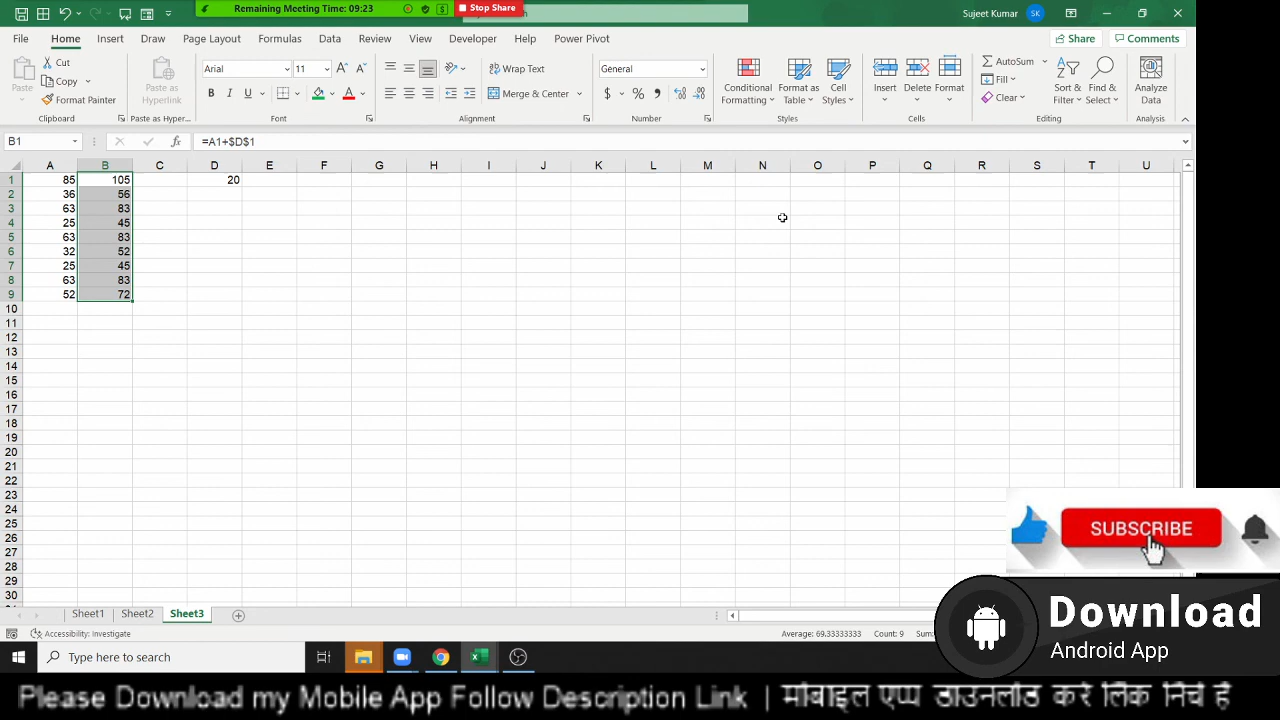 Remaining Meeting Time: 09:23
Stop Share
Sujeet Kumar
SK
File Home Insert Draw Page Layout Formulas Data Review View Developer Help Power Pivot
Share Comments
Paste
Cut
Copy
Format Painter
Clipboard
Paste as Hyperlink
Paste as Hyper...
Arial 11
B I U
Font
Wrap Text
Merge & Center
Alignment
General
$ % ,
Number
Conditional Formatting
Format as Table
Cell Styles
Styles
Insert Delete Format
Cells
AutoSum
Fill
Clear
Sort & Filter
Find & Select
Editing
Analyze Data
Analysis
B1 fx =A1+$D$1
A B C D E F G H I J K L M N O P Q R S T U
1 85 105 20
2 36 56
3 63 83
4 25 45
5 63 83
6 32 52
7 25 45
8 63 83
9 52 72
10
11
12
13
14
15
16
17
18
19
20
21
22
23
24
25
26
27
28
29
30
SUBSCRIBE
Sheet1 Sheet2 Sheet3
Accessibility: Investigate
Average: 69.33333333 Count: 9 Sum:
Download
Android App
Type here to search
Please Download my Mobile App Follow Description Link | मोबाइल एप्प डाउनलोड करे लिंक निचे है